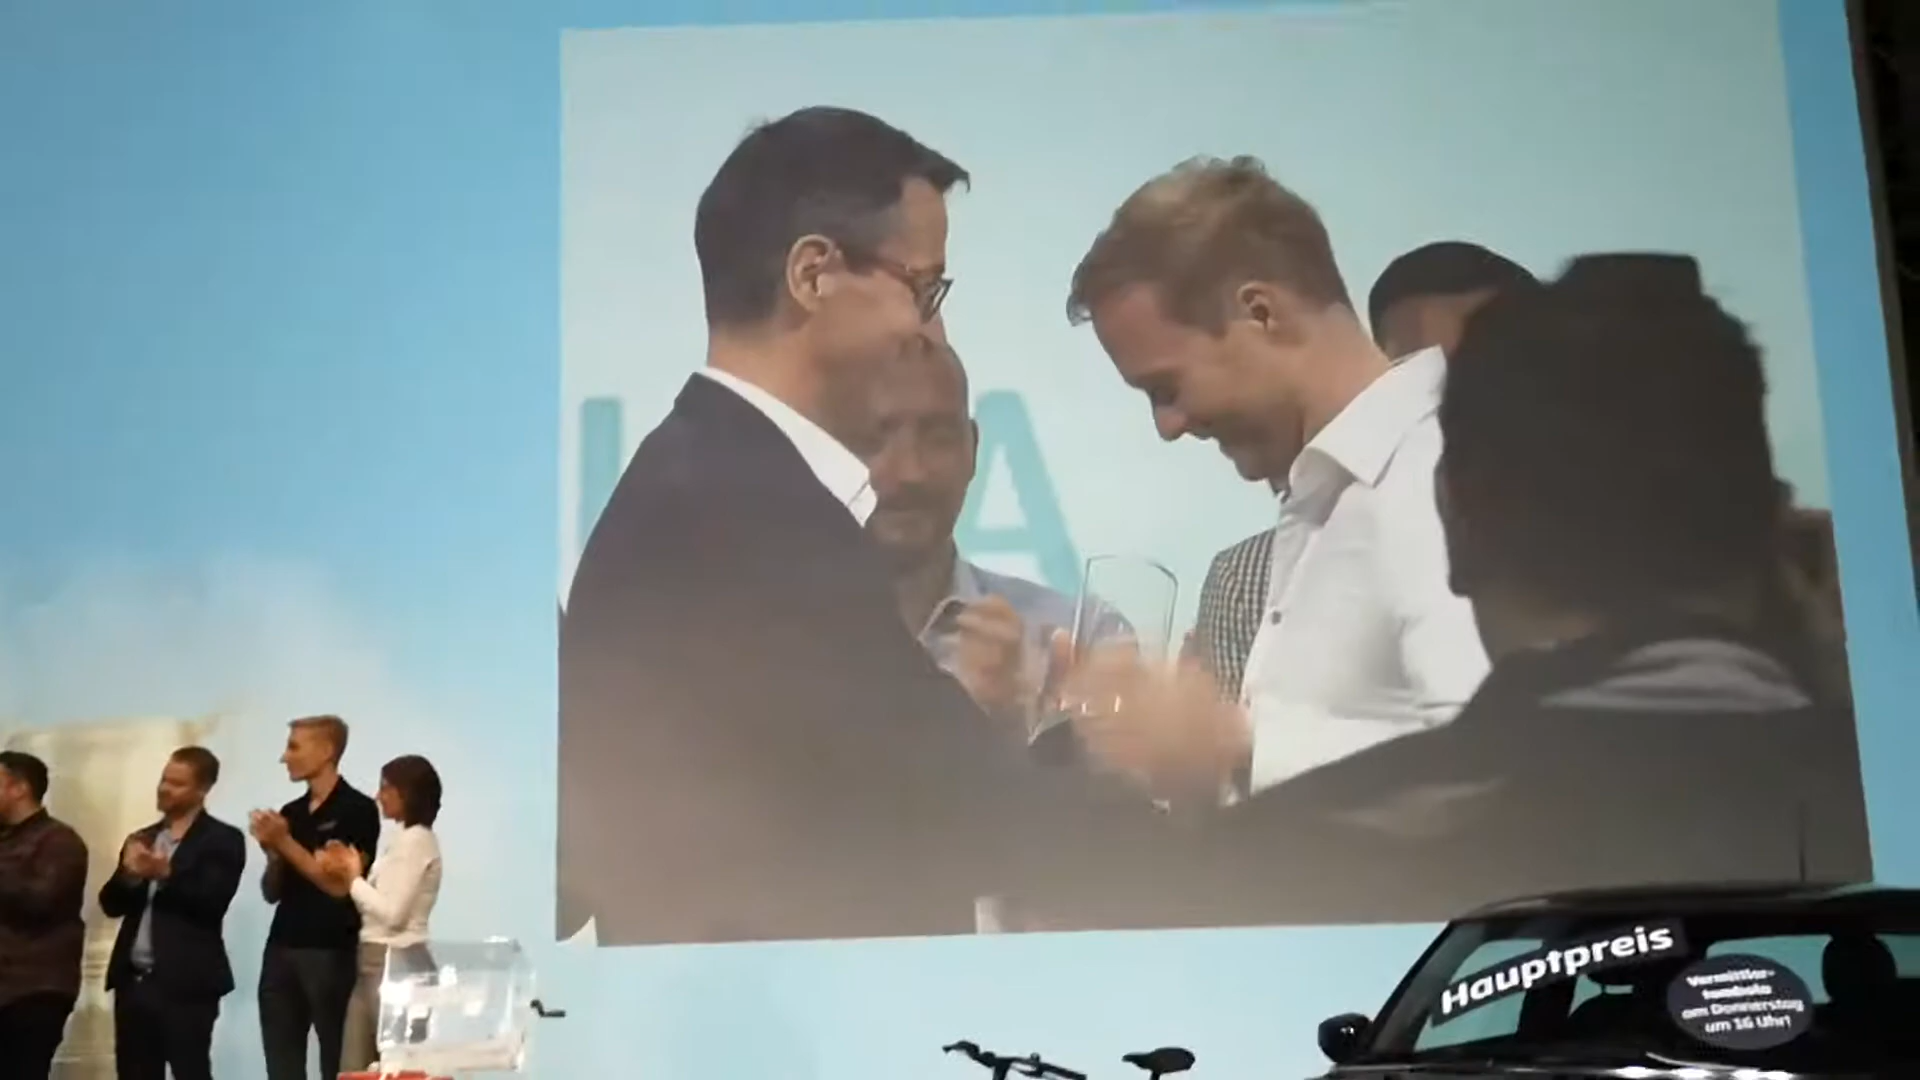 A
Hauptpreis
Vermittler-
tombola
am Donnerstag
um 16 Uhr!